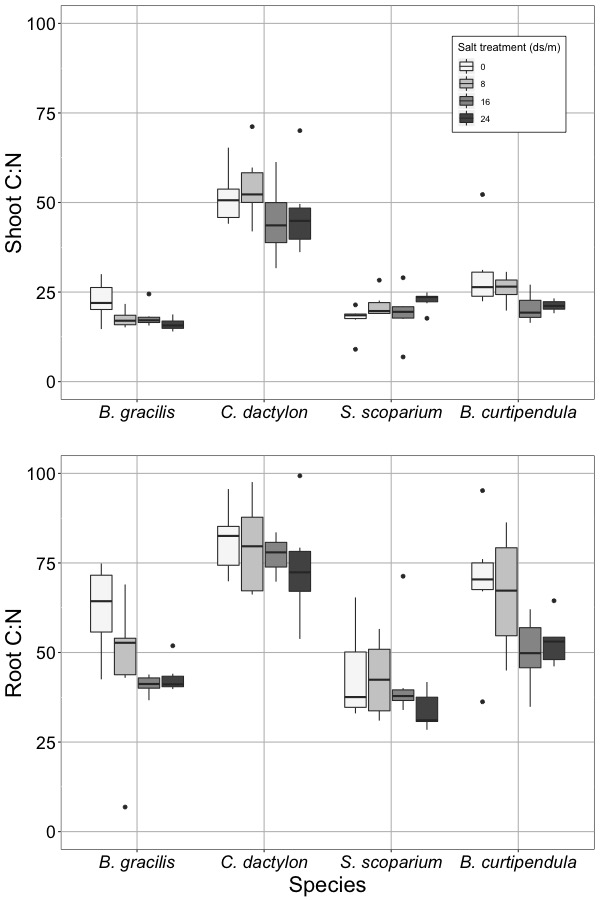 100
75
50
25
0
Shoot C:N
Salt treatment (ds/m)
0
8
16
24
B. gracilis C. dactylon S. scoparium B. curtipendula
100
75
50
25
0
Root C:N
B. gracilis C. dactylon S. scoparium B. curtipendula
Species